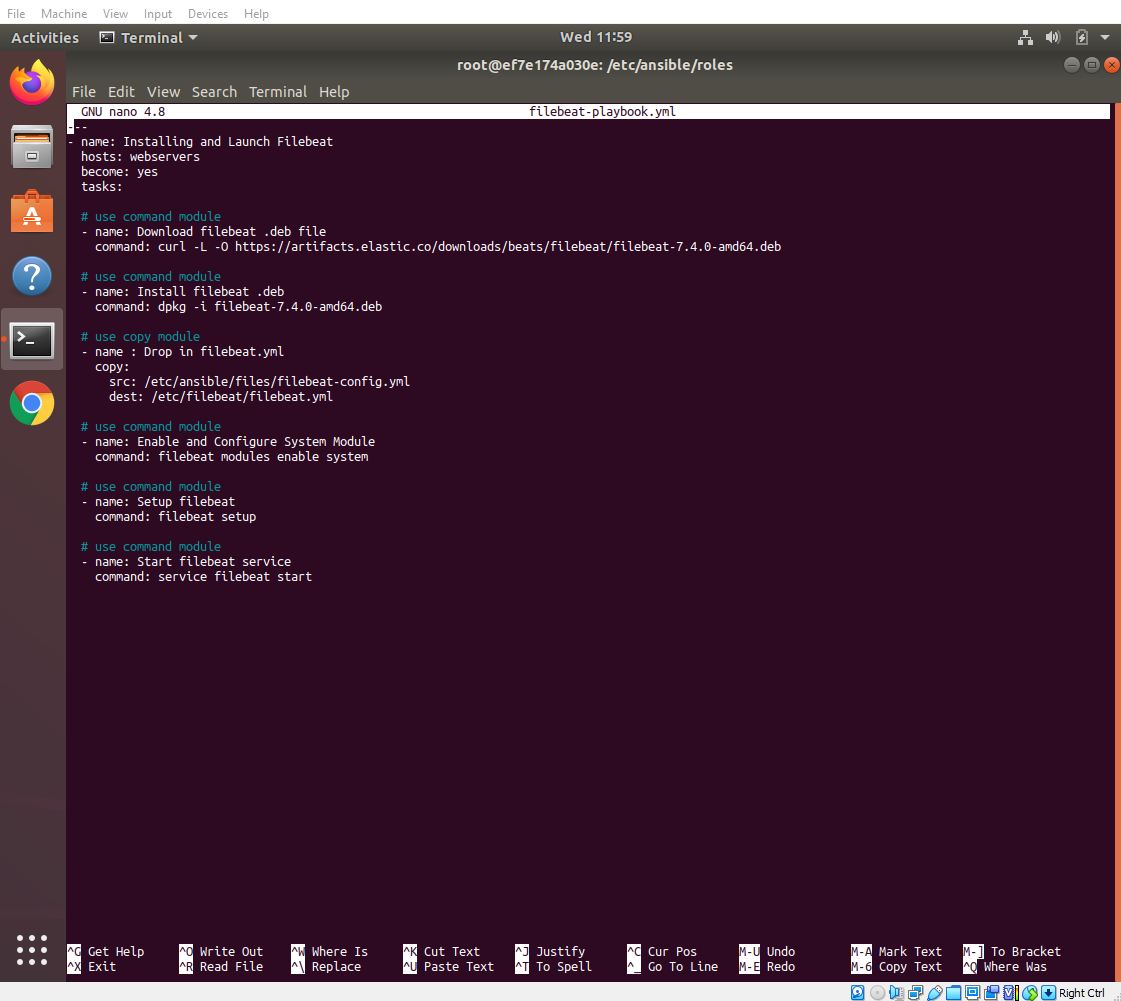 File Machine View Input Devices Help
Activities Terminal Wed 11:59
root@ef7e174a030e: /etc/ansible/roles
File Edit View Search Terminal Help
GNU nano 4.8 filebeat-playbook.yml
---
- name: Installing and Launch Filebeat
  hosts: webservers
  become: yes
  tasks:
  # use command module
  - name: Download filebeat .deb file
    command: curl -L -O https://artifacts.elastic.co/downloads/beats/filebeat/filebeat-7.4.0-amd64.deb
  # use command module
  - name: Install filebeat .deb
    command: dpkg -i filebeat-7.4.0-amd64.deb
  # use copy module
  - name : Drop in filebeat.yml
    copy:
      src: /etc/ansible/files/filebeat-config.yml
      dest: /etc/filebeat/filebeat.yml
  # use command module
  - name: Enable and Configure System Module
    command: filebeat modules enable system
  # use command module
  - name: Setup filebeat
    command: filebeat setup
  # use command module
  - name: Start filebeat service
    command: service filebeat start
^G Get Help ^O Write Out ^W Where Is ^K Cut Text ^J Justify ^C Cur Pos M-U Undo M-A Mark Text M-] To Bracket
^X Exit ^R Read File ^\ Replace ^U Paste Text ^T To Spell ^_ Go To Line M-E Redo M-6 Copy Text ^Q Where Was
Right Ctrl